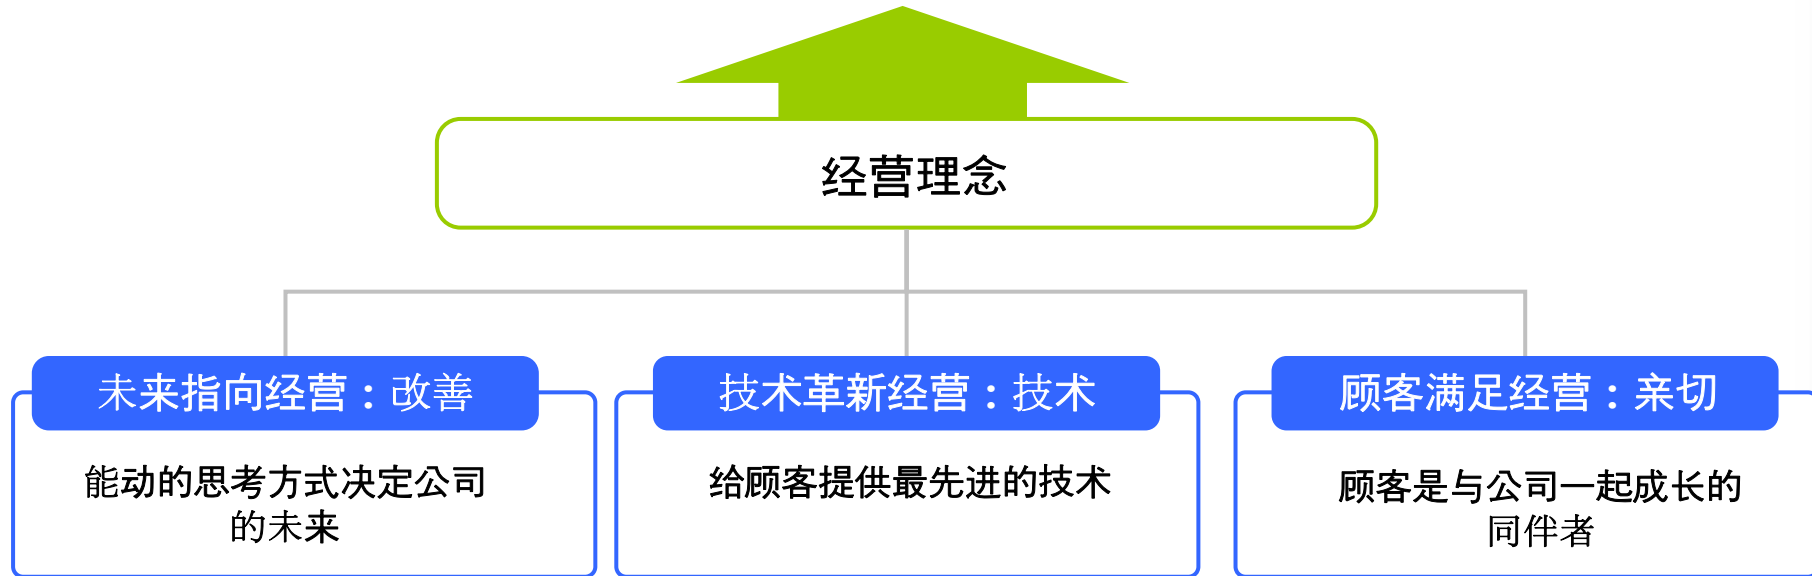 经营理念
未来指向经营：改善
能动的思考方式决定公司
的未来
技术革新经营：技术
给顾客提供最先进的技术
顾客满足经营：亲切
顾客是与公司一起成长的
同伴者